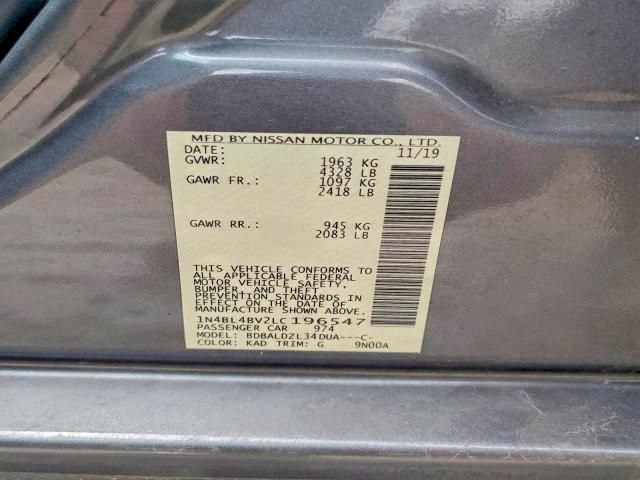 MFD BY NISSAN MOTOR CO., LTD.
DATE: 11/19
GVWR: 1963 KG
4328 LB
GAWR FR.: 1097 KG
2418 LB
GAWR RR.: 945 KG
2083 LB
THIS VEHICLE CONFORMS TO
ALL APPLICABLE FEDERAL
MOTOR VEHICLE SAFETY,
BUMPER, AND THEFT
PREVENTION STANDARDS
IN EFFECT ON THE DATE OF
MANUFACTURE SHOWN ABOVE.
1N4BL4BV2LC196547
PASSENGER CAR 974
MODEL: BDBALDZL34DUA---C-
COLOR: KAD TRIM: G 9N00A